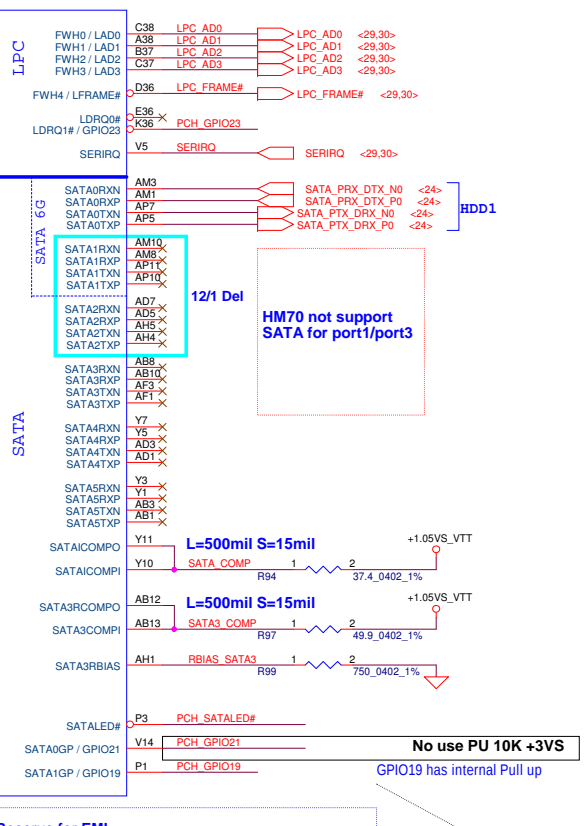 LPC
FWH0 / LAD0 C38 LPC_AD0 LPC_AD0 <29,30>
FWH1 / LAD1 A38 LPC_AD1 LPC_AD1 <29,30>
FWH2 / LAD2 B37 LPC_AD2 LPC_AD2 <29,30>
FWH3 / LAD3 C37 LPC_AD3 LPC_AD3 <29,30>
FWH4 / LFRAME# D36 LPC_FRAME# LPC_FRAME# <29,30>
LDRQ0# E36
LDRQ1# / GPIO23 K36 PCH_GPIO23
SERIRQ V5 SERIRQ SERIRQ <29,30>
SATA 6G
SATA0RXN AM3 SATA_PRX_DTX_N0 <24>
SATA0RXP AM1 SATA_PRX_DTX_P0 <24>
SATA0TXN AP7 SATA_PTX_DRX_N0 <24>
SATA0TXP AP5 SATA_PTX_DRX_P0 <24>
HDD1
SATA1RXN AM10
SATA1RXP AM8
SATA1TXN AP11
SATA1TXP AP10
12/1 Del
SATA2RXN AD7
SATA2RXP AD5
SATA2TXN AH5
SATA2TXP AH4
HM70 not support
SATA for port1/port3
SATA
SATA3RXN AB8
SATA3RXP AB10
SATA3TXN AF3
SATA3TXP AF1
SATA4RXN Y7
SATA4RXP Y5
SATA4TXN AD3
SATA4TXP AD1
SATA5RXN Y3
SATA5RXP Y1
SATA5TXN AB3
SATA5TXP AB1
L=500mil S=15mil
+1.05VS_VTT
SATAICOMPO Y11
SATAICOMPI Y10 SATA_COMP R94 1 2 37.4_0402_1%
L=500mil S=15mil
+1.05VS_VTT
SATA3RCOMPO AB12
SATA3COMPI AB13 SATA3_COMP R97 1 2 49.9_0402_1%
SATA3RBIAS AH1 RBIAS_SATA3 R99 1 2 750_0402_1%
SATALED# P3 PCH_SATALED#
SATA0GP / GPIO21 V14 PCH_GPIO21 No use PU 10K +3VS
SATA1GP / GPIO19 P1 PCH_GPIO19 GPIO19 has internal Pull up
for EMI